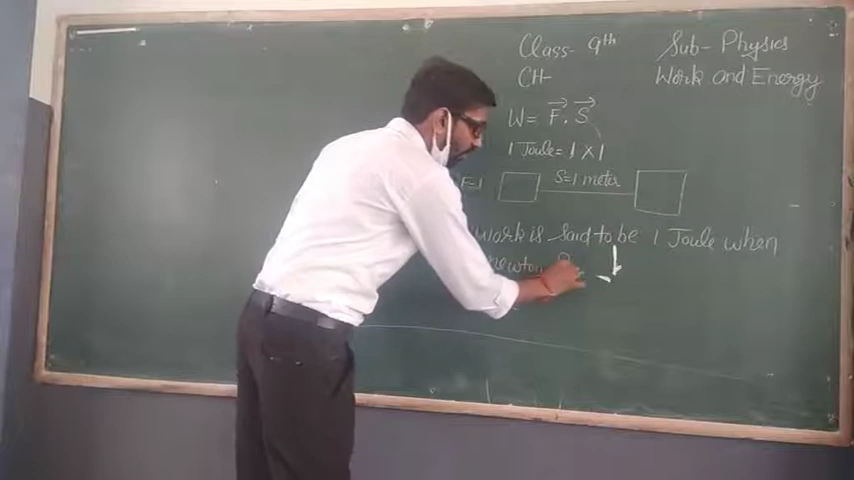 Class- 9th Sub- Physics
CH- Work and Energy
W= F. S
1 Joule= 1 X 1
F=1 S=1 meter
work is said to be 1 Joule when
newton